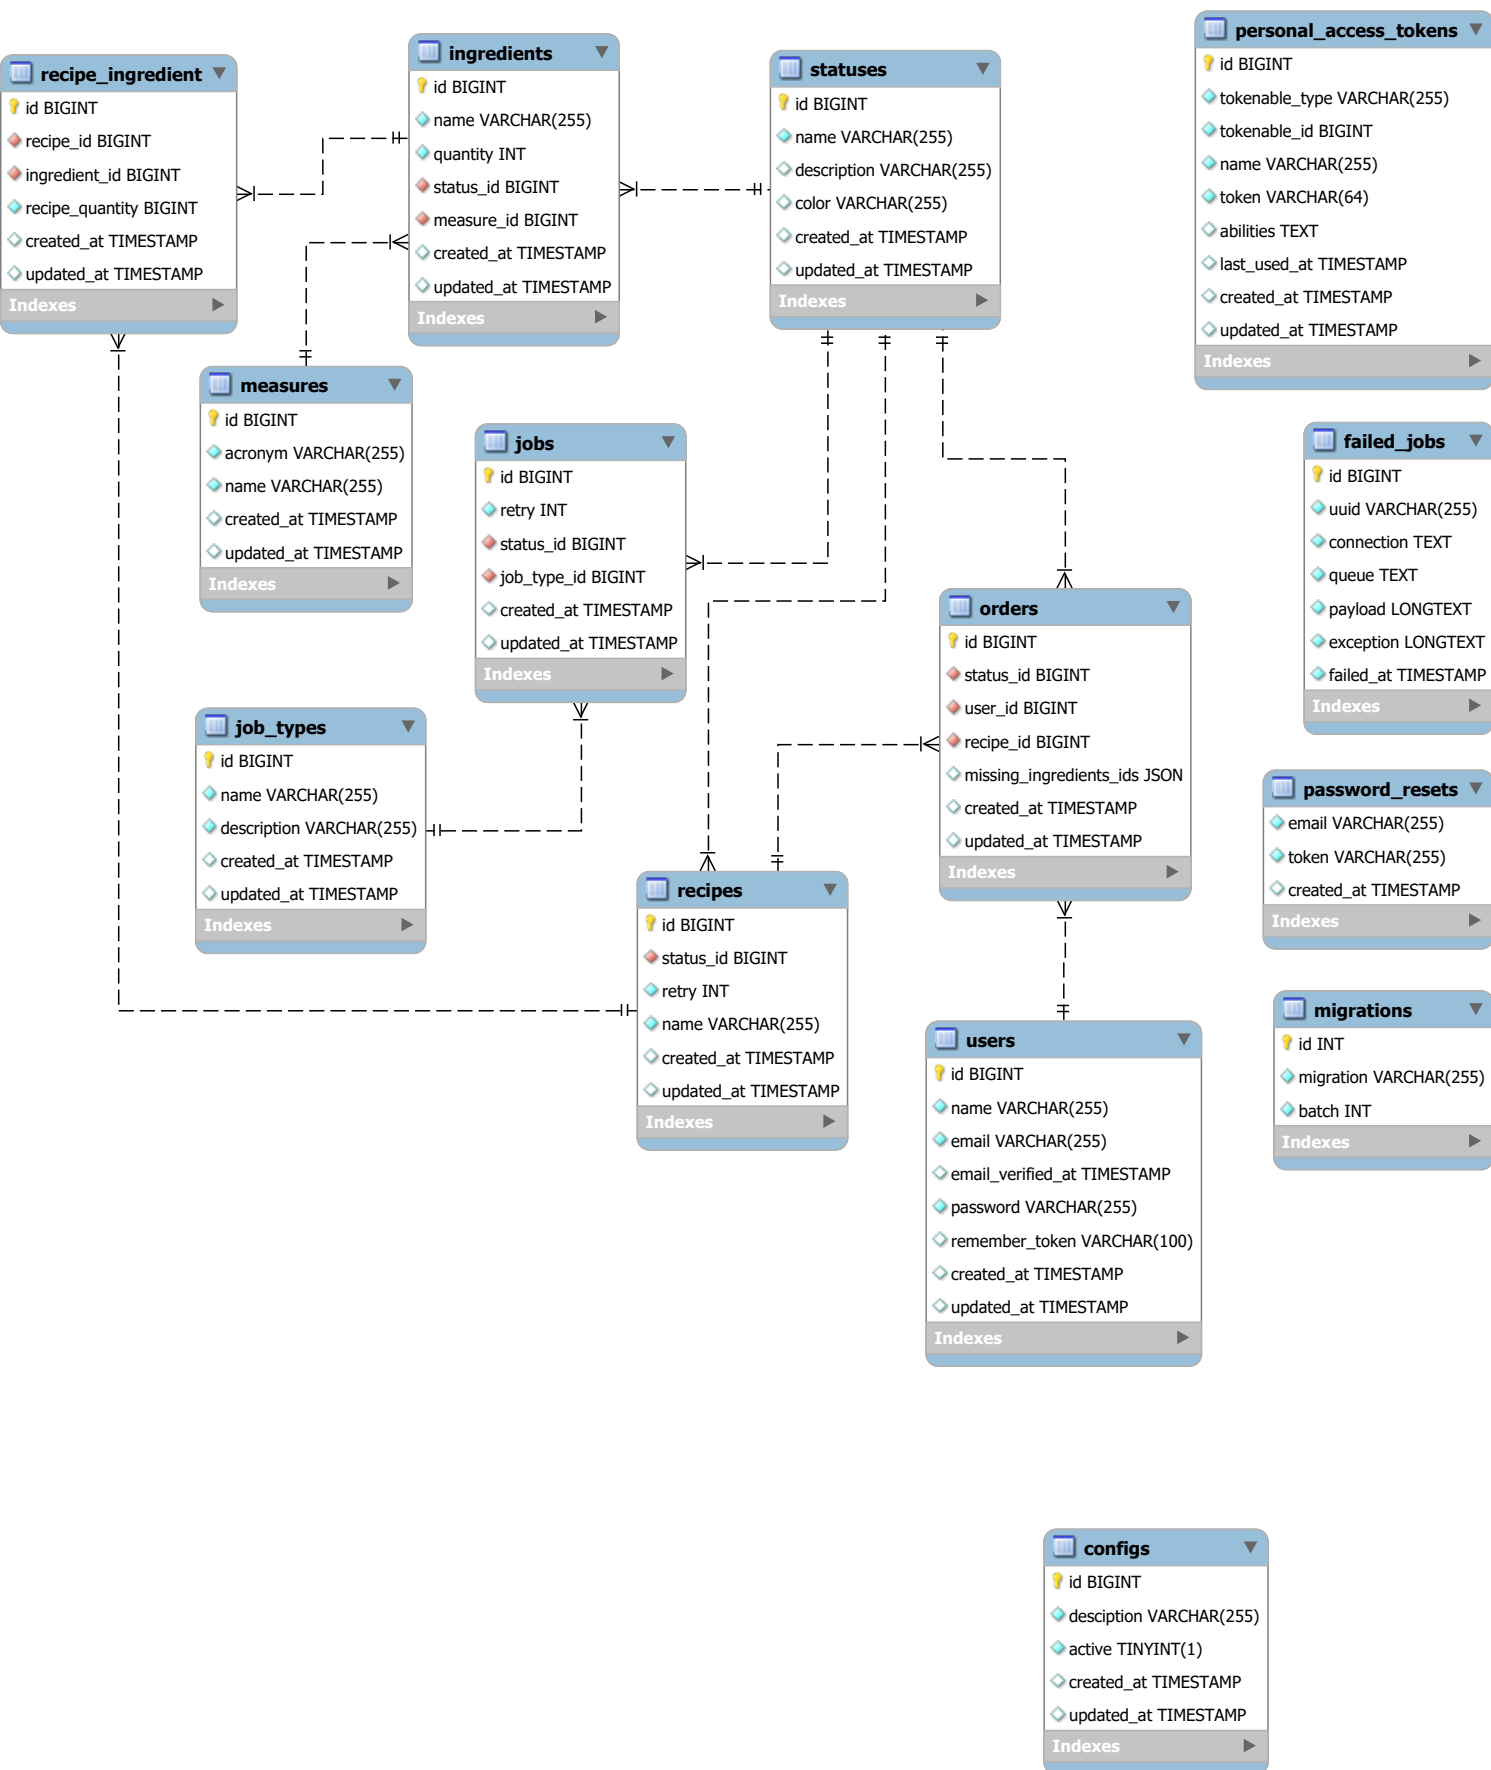 recipe_ingredient
id BIGINT
recipe_id BIGINT
ingredient_id BIGINT
recipe_quantity BIGINT
created_at TIMESTAMP
updated_at TIMESTAMP
Indexes
ingredients
id BIGINT
name VARCHAR(255)
quantity INT
status_id BIGINT
measure_id BIGINT
created_at TIMESTAMP
updated_at TIMESTAMP
Indexes
statuses
id BIGINT
name VARCHAR(255)
description VARCHAR(255)
color VARCHAR(255)
created_at TIMESTAMP
updated_at TIMESTAMP
Indexes
personal_access_tokens
id BIGINT
tokenable_type VARCHAR(255)
tokenable_id BIGINT
name VARCHAR(255)
token VARCHAR(64)
abilities TEXT
last_used_at TIMESTAMP
created_at TIMESTAMP
updated_at TIMESTAMP
Indexes
measures
id BIGINT
acronym VARCHAR(255)
name VARCHAR(255)
created_at TIMESTAMP
updated_at TIMESTAMP
Indexes
jobs
id BIGINT
retry INT
status_id BIGINT
job_type_id BIGINT
created_at TIMESTAMP
updated_at TIMESTAMP
Indexes
failed_jobs
id BIGINT
uuid VARCHAR(255)
connection TEXT
queue TEXT
payload LONGTEXT
exception LONGTEXT
failed_at TIMESTAMP
Indexes
orders
id BIGINT
status_id BIGINT
user_id BIGINT
recipe_id BIGINT
missing_ingredients_ids JSON
created_at TIMESTAMP
updated_at TIMESTAMP
Indexes
job_types
id BIGINT
name VARCHAR(255)
description VARCHAR(255)
created_at TIMESTAMP
updated_at TIMESTAMP
Indexes
password_resets
email VARCHAR(255)
token VARCHAR(255)
created_at TIMESTAMP
Indexes
recipes
id BIGINT
status_id BIGINT
retry INT
name VARCHAR(255)
created_at TIMESTAMP
updated_at TIMESTAMP
Indexes
migrations
id INT
migration VARCHAR(255)
batch INT
Indexes
users
id BIGINT
name VARCHAR(255)
email VARCHAR(255)
email_verified_at TIMESTAMP
password VARCHAR(255)
remember_token VARCHAR(100)
created_at TIMESTAMP
updated_at TIMESTAMP
Indexes
configs
id BIGINT
desciption VARCHAR(255)
active TINYINT(1)
created_at TIMESTAMP
updated_at TIMESTAMP
Indexes